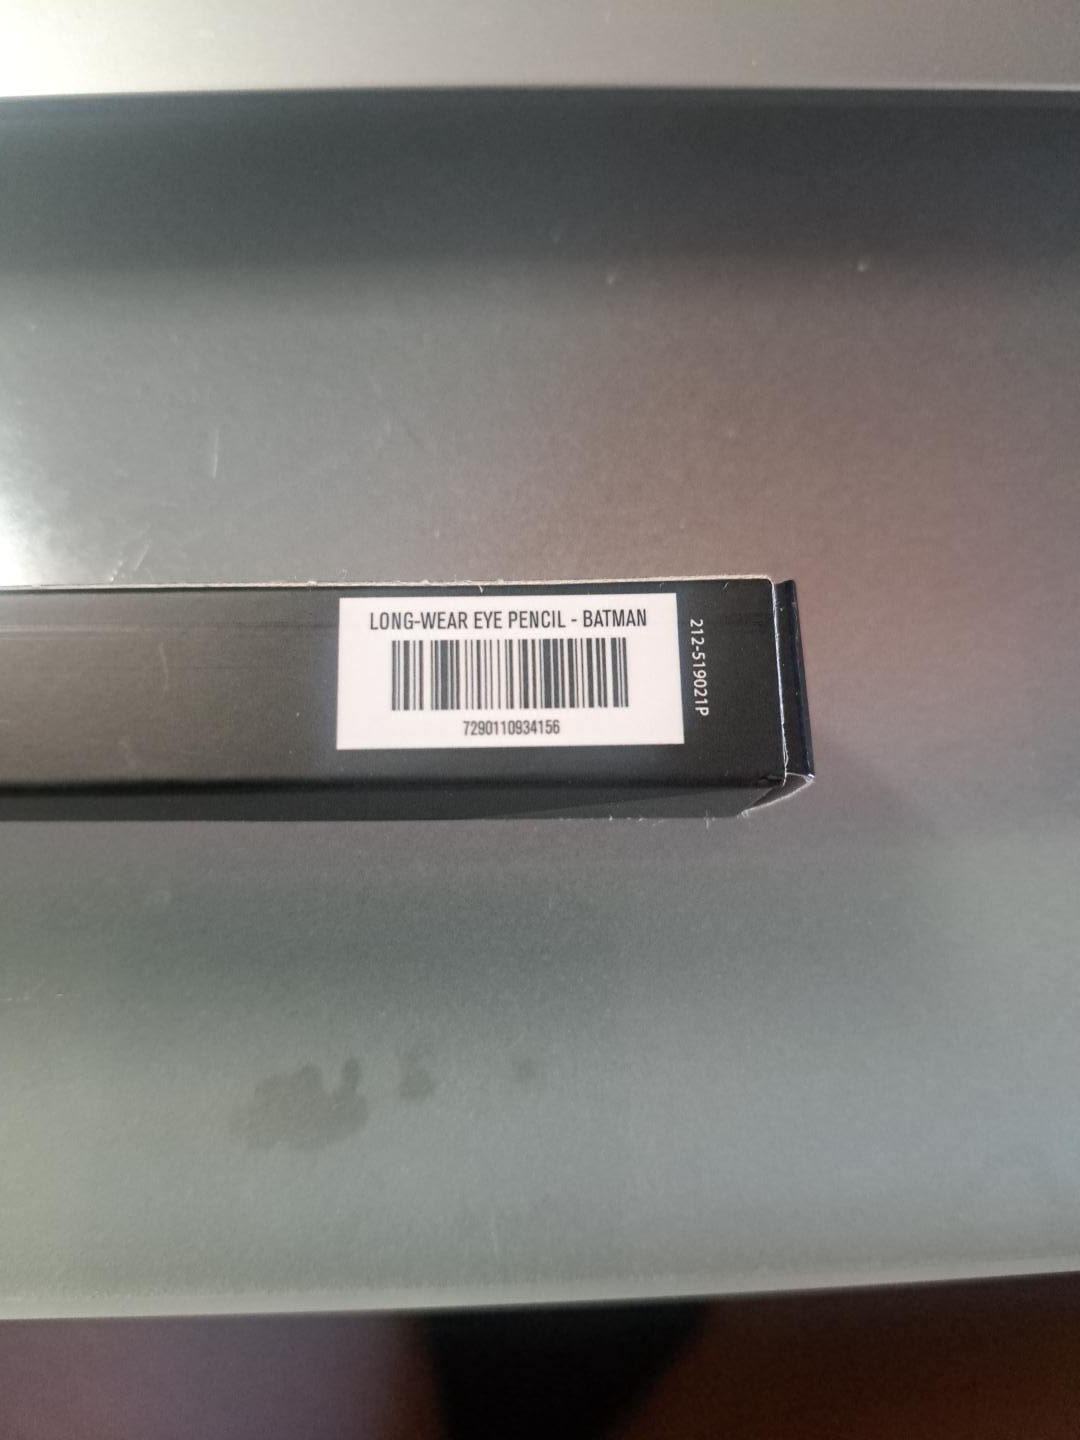 LONG-WEAR EYE PENCIL - BATMAN
7290110934156
212-519021P